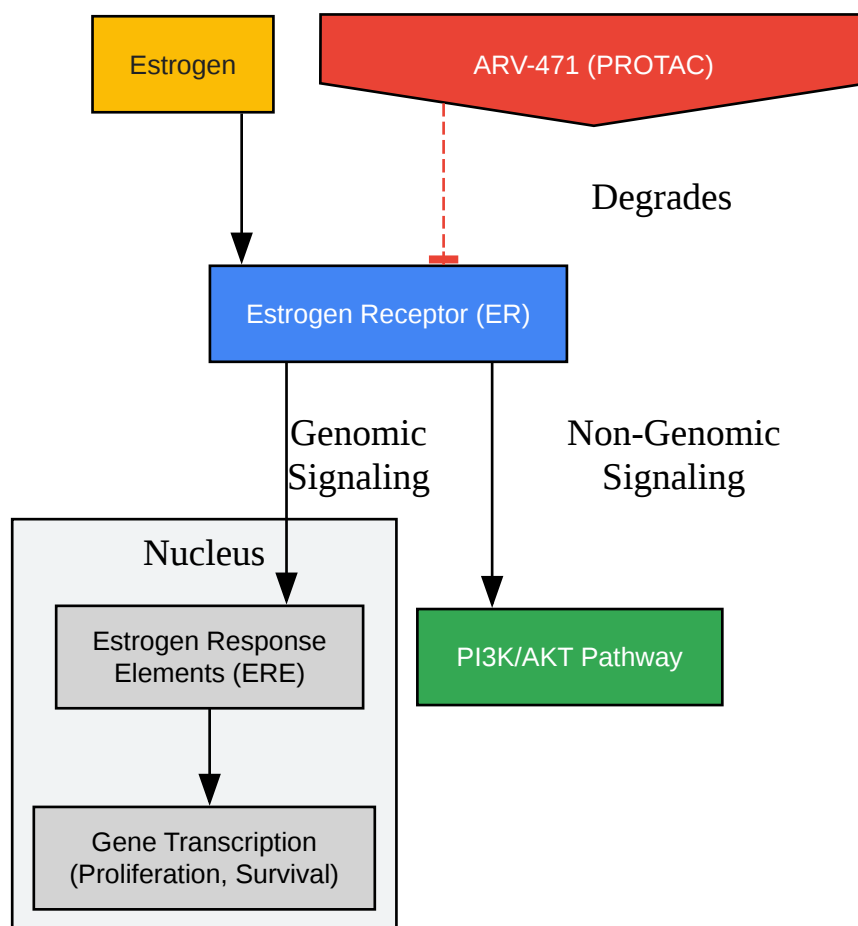 Estrogen
ARV-471 (PROTAC)
Degrades
Estrogen Receptor (ER)
Genomic
Signaling
Non-Genomic
Signaling
Nucleus
Estrogen Response
Elements (ERE)
PI3K/AKT Pathway
Gene Transcription
(Proliferation, Survival)